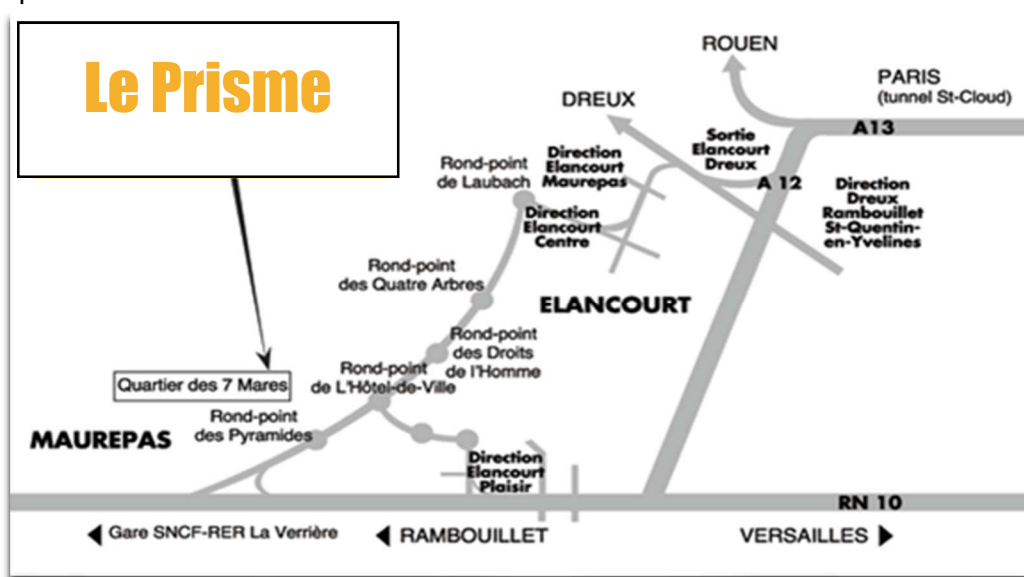 Le Prisme
ROUEN
PARIS
(tunnel St-Cloud)
DREUX
A13
Sortie
Elancourt
Dreux
Direction
Elancourt
Maurepas
Rond-point
de Laubach
A 12
Direction
Dreux
Rambouillet
St-Quentin-
en-Yvelines
Direction
Elancourt
Centre
Rond-point
des Quatre Arbres
ELANCOURT
Rond-point
des Droits
de l'Homme
Rond-point
de L'Hôtel-de-Ville
Quartier des 7 Mares
Rond-point
des Pyramides
MAUREPAS
Direction
Elancourt
Plaisir
RN 10
Gare SNCF-RER La Verrière
RAMBOUILLET
VERSAILLES